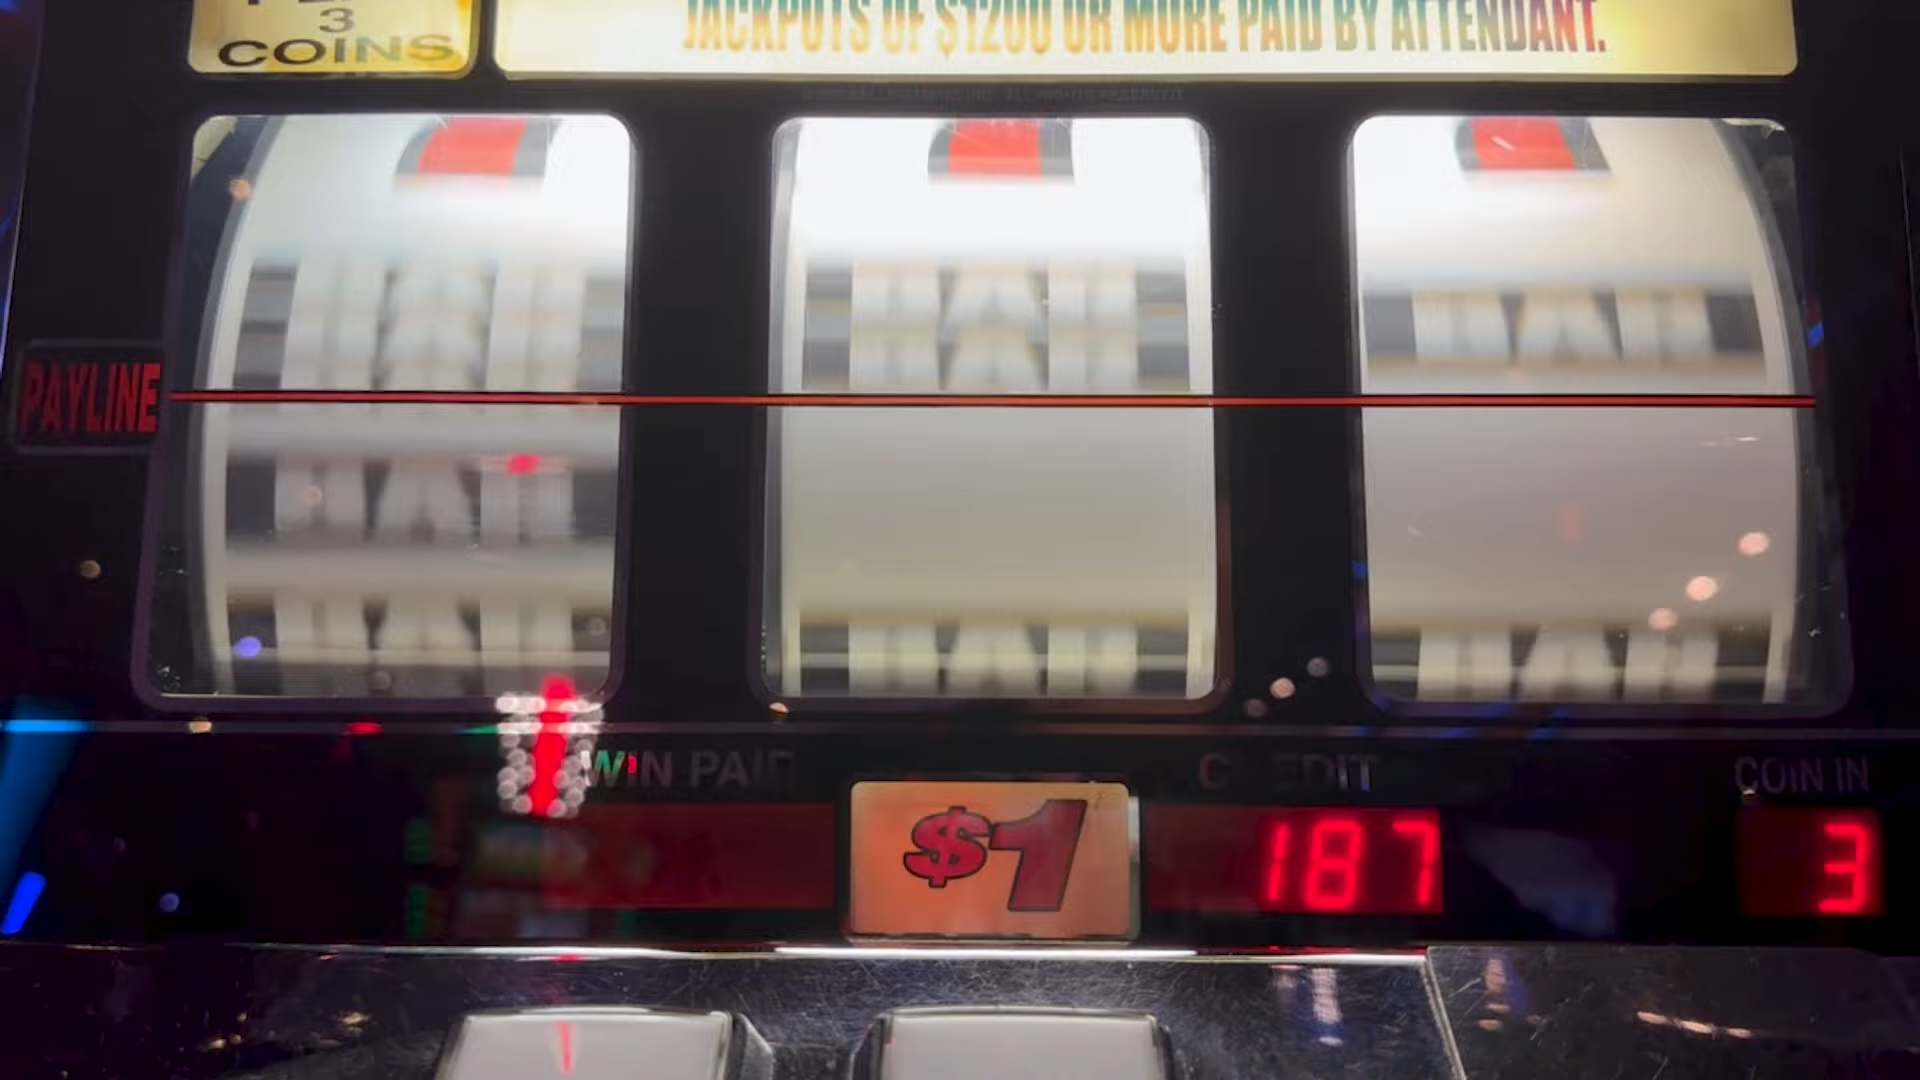 3
COINS
JACKPOTS OF $1200 OR MORE PAID BY ATTENDANT.
PAYLINE
WIN PAID
CREDIT
COIN IN
$1
187
3